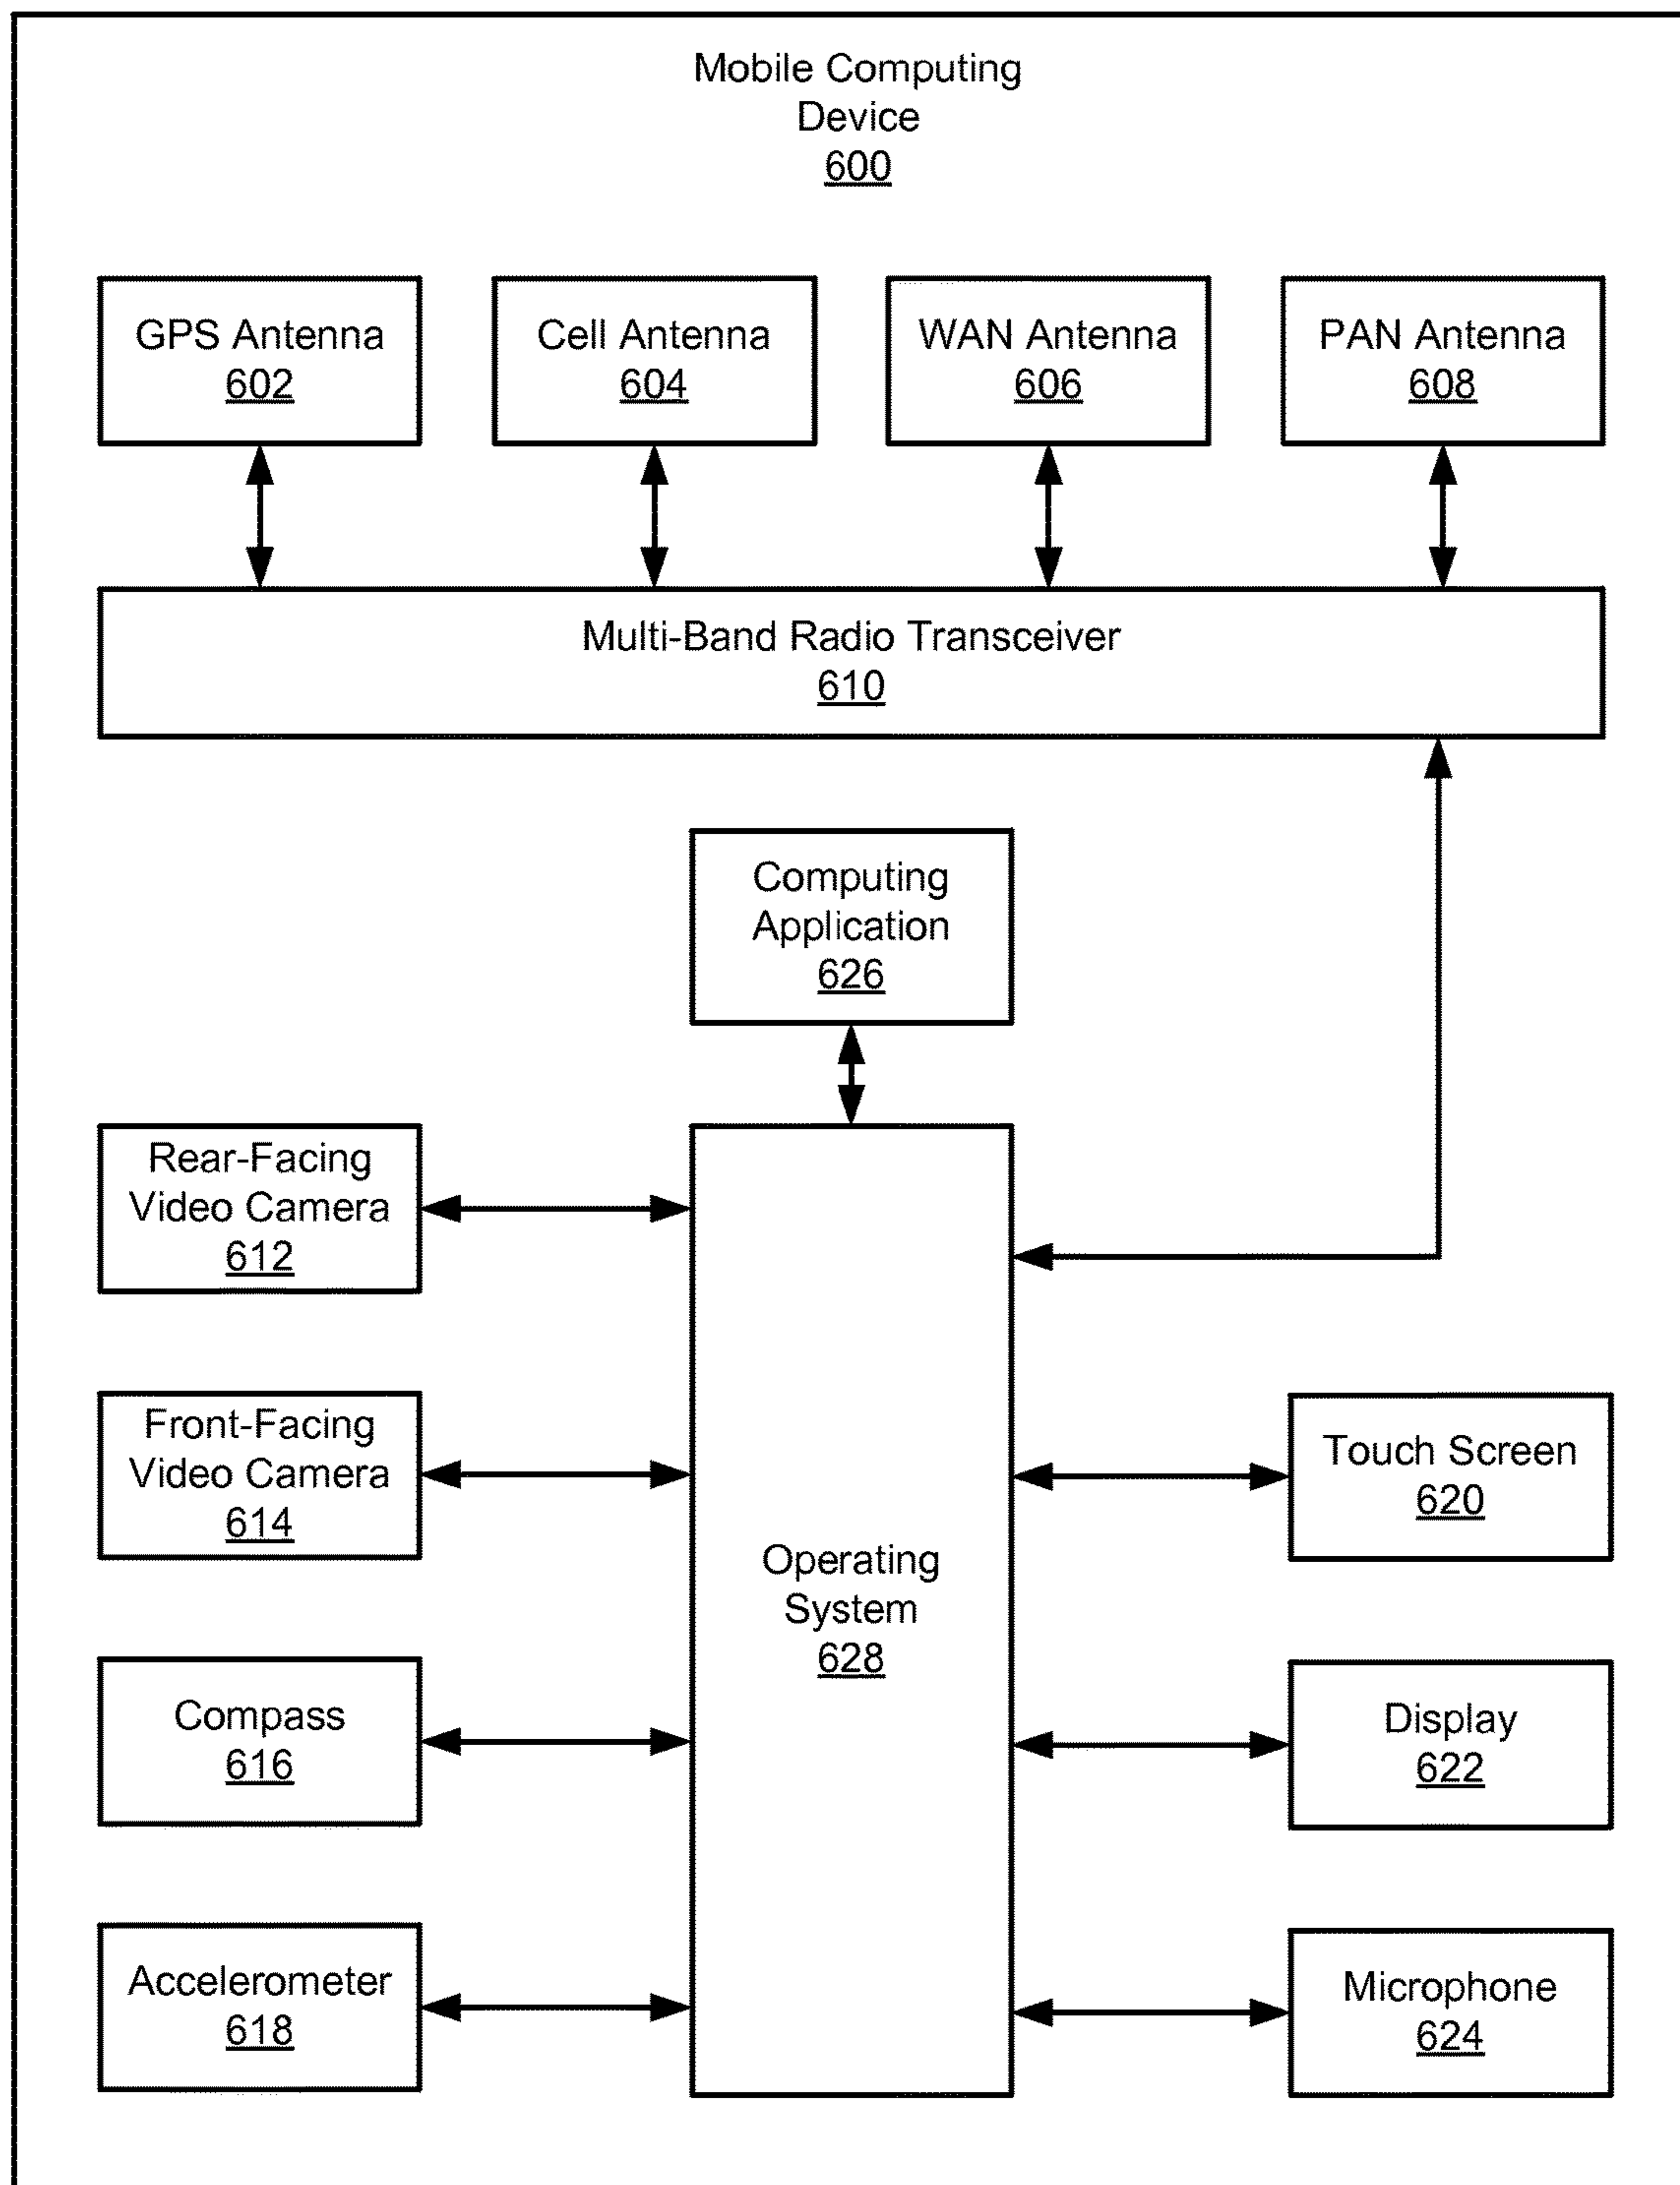 Mobile Computing
Device
600
GPS Antenna
602
Cell Antenna
604
WAN Antenna
606
PAN Antenna
608
Multi-Band Radio Transceiver
610
Computing
Application
626
Rear-Facing
Video Camera
612
Front-Facing
Video Camera
614
Compass
616
Accelerometer
618
Operating
System
628
Touch Screen
620
Display
622
Microphone
624